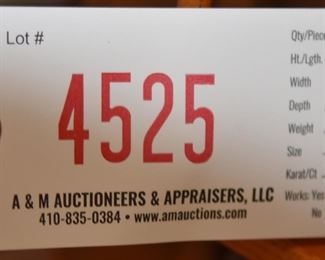 Lot #
4525
A & M AUCTIONEERS & APPRAISERS, LLC
410-835-0384 • www.amauctions.com
Qty/Piece
Ht./Lgth.
Width
Depth
Weight
Size
Karat/Ct
Works: Yes
No